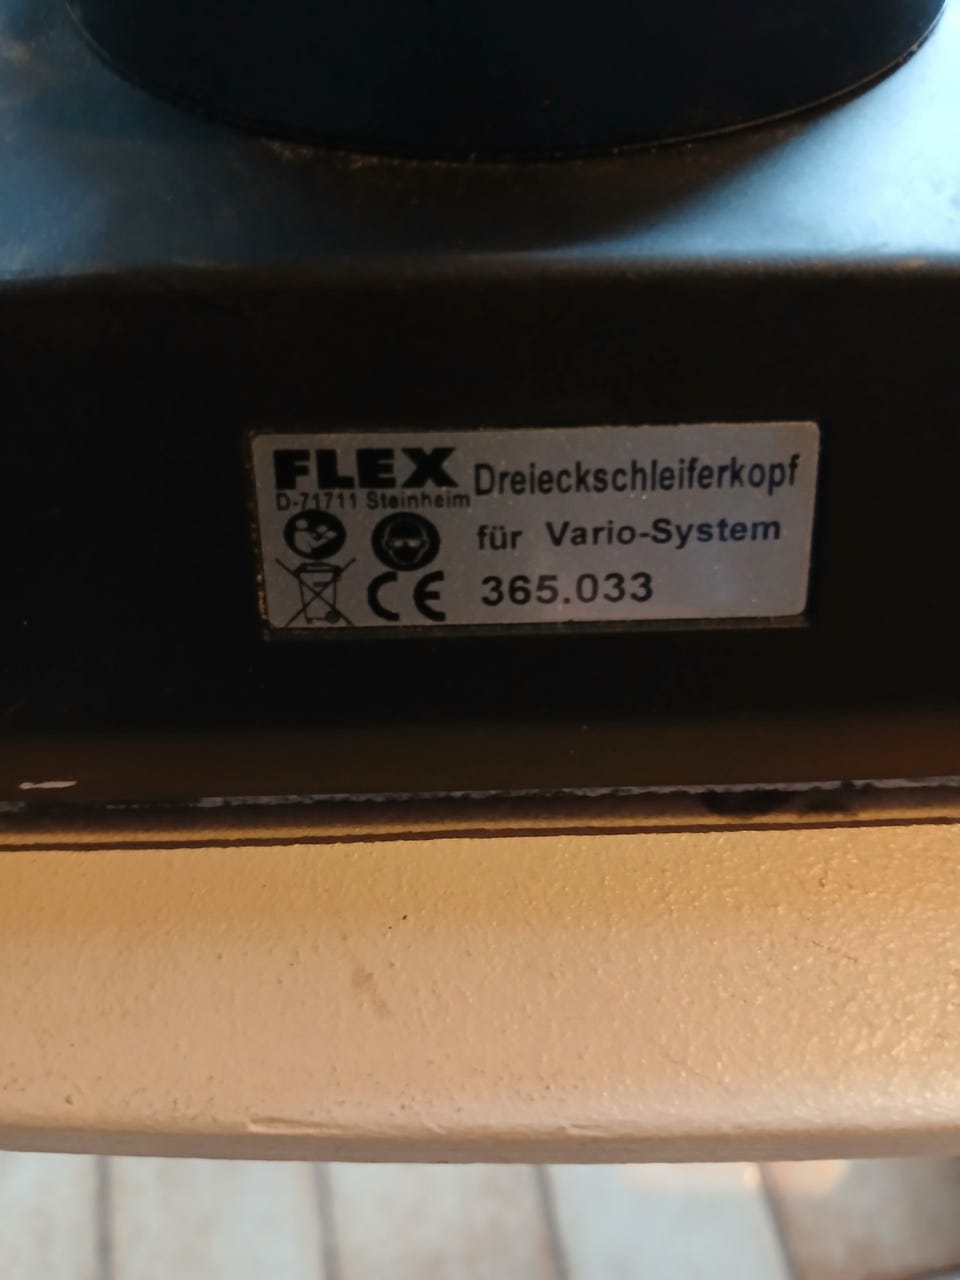 FLEX
D-71711 Steinheim
Dreieckschleiferkopf
für Vario-System
CE
365.033